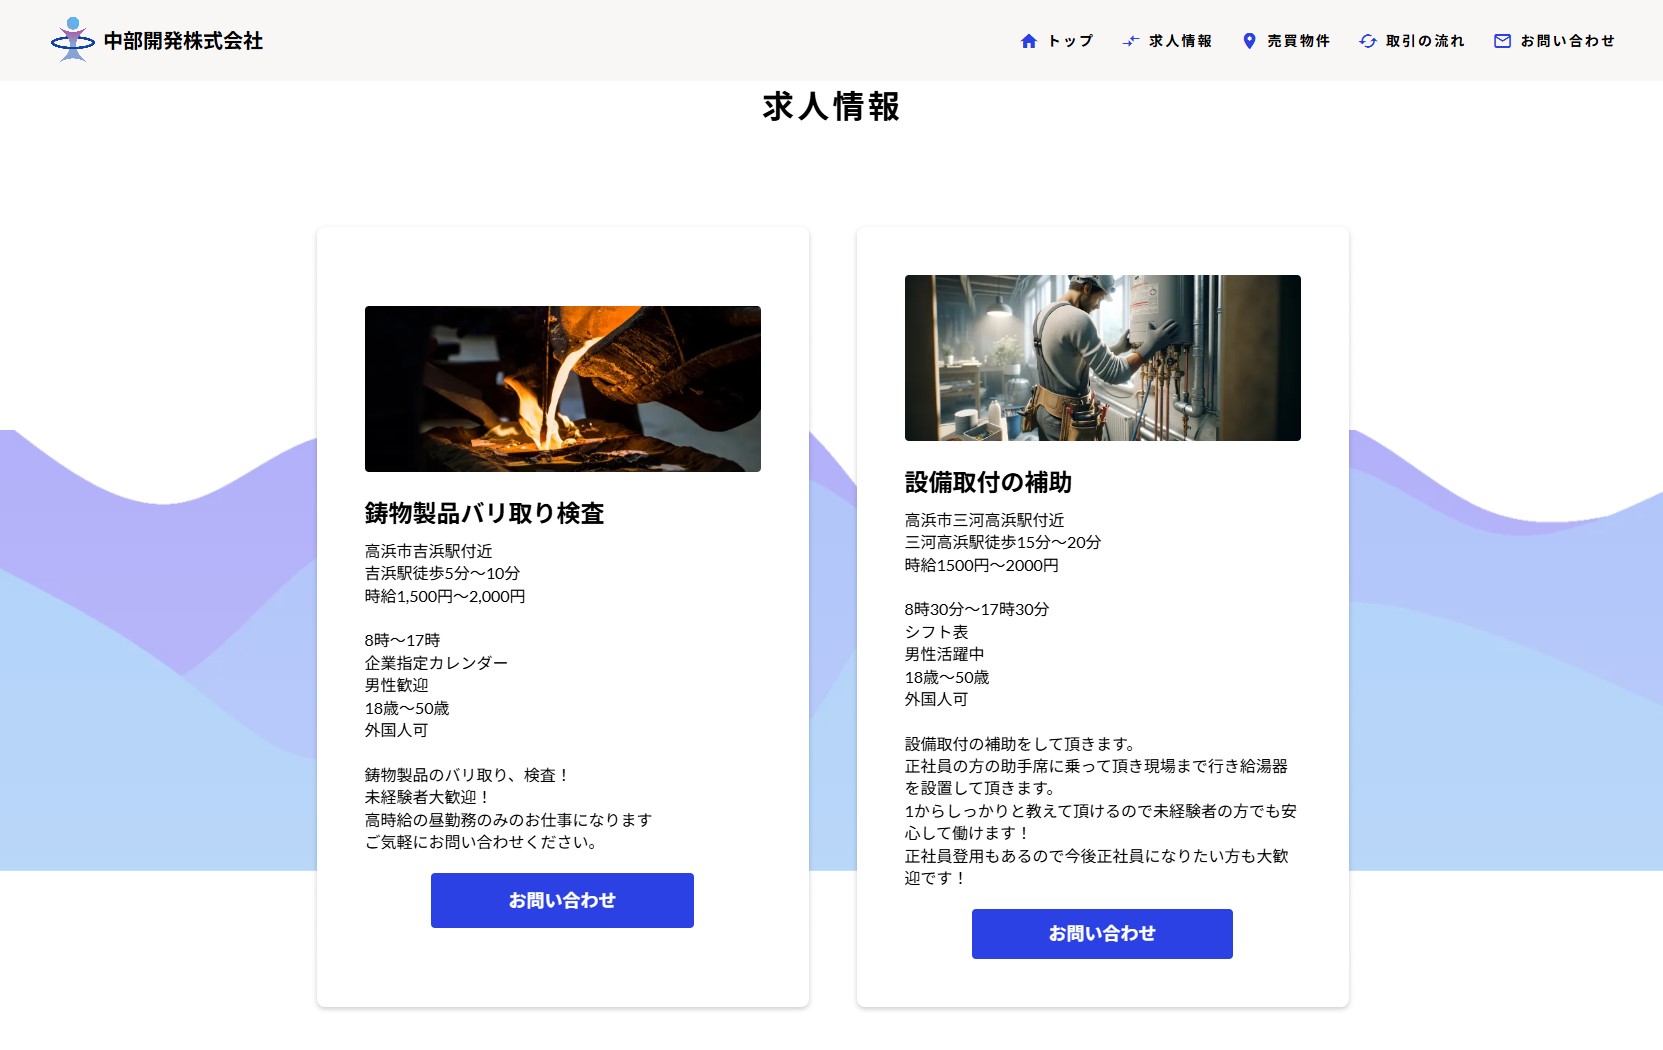 中部開発株式会社
トップ
求人情報
売買物件
取引の流れ
お問い合わせ
求人情報
鋳物製品バリ取り検査
高浜市吉浜駅付近
吉浜駅徒歩5分〜10分
時給1,500円〜2,000円
8時〜17時
企業指定カレンダー
男性歓迎
18歳〜50歳
外国人可
鋳物製品のバリ取り、検査！
未経験者大歓迎！
高時給の昼勤務のみのお仕事になります
ご気軽にお問い合わせください。
お問い合わせ
設備取付の補助
高浜市三河高浜駅付近
三河高浜駅徒歩15分〜20分
時給1500円〜2000円
8時30分〜17時30分
シフト表
男性活躍中
18歳〜50歳
外国人可
設備取付の補助をして頂きます。
正社員の方の助手席に乗って頂き現場まで行き給湯器
を設置して頂きます。
1からしっかりと教えて頂けるので未経験者の方でも安
心して働けます！
正社員登用もあるので今後正社員になりたい方も大歓
迎です！
お問い合わせ